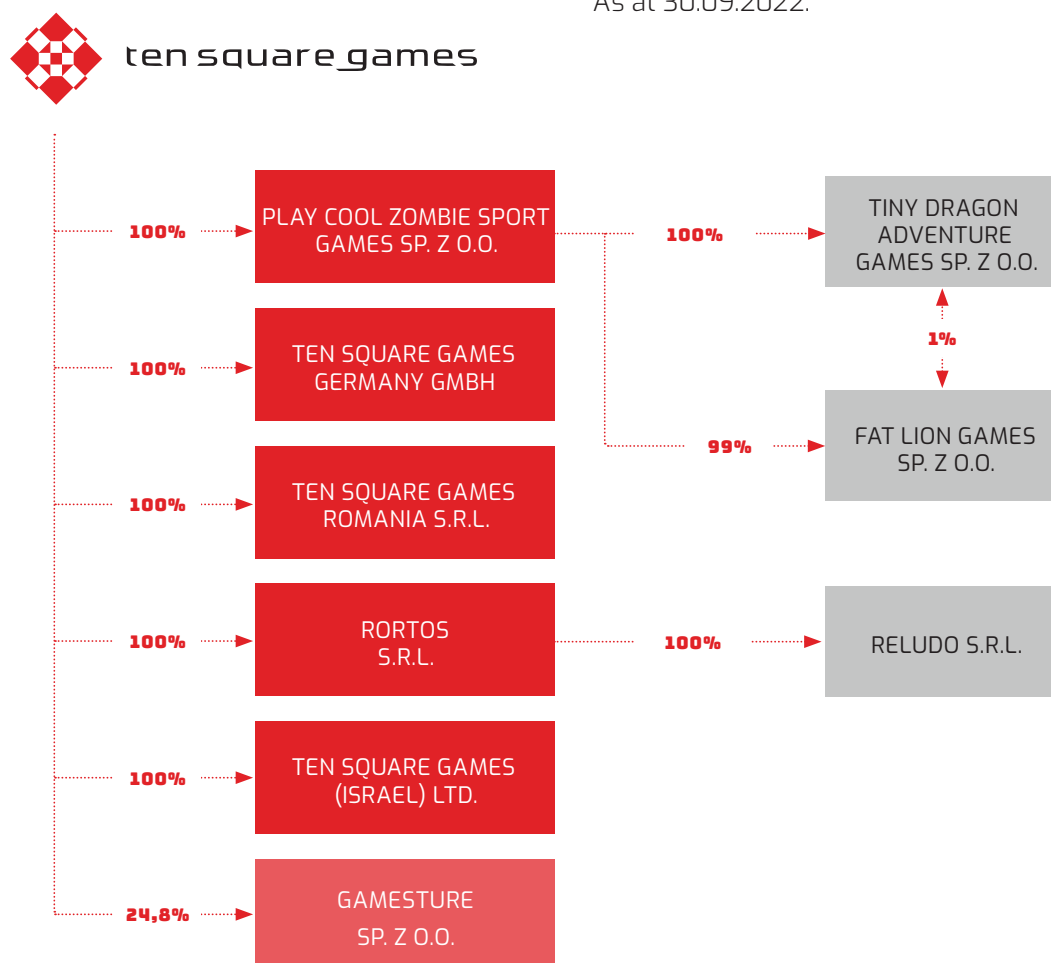 As at 30.09.2022.
ten square games
100%
PLAY COOL ZOMBIE SPORT
GAMES SP. Z O.O.
100%
TINY DRAGON
ADVENTURE
GAMES SP. Z O.O.
1%
100%
TEN SQUARE GAMES
GERMANY GMBH
99%
FAT LION GAMES
SP. Z O.O.
100%
TEN SQUARE GAMES
ROMANIA S.R.L.
100%
RORTOS
S.R.L.
100%
RELUDO S.R.L.
100%
TEN SQUARE GAMES
(ISRAEL) LTD.
24,8%
GAMESTURE
SP. Z O.O.